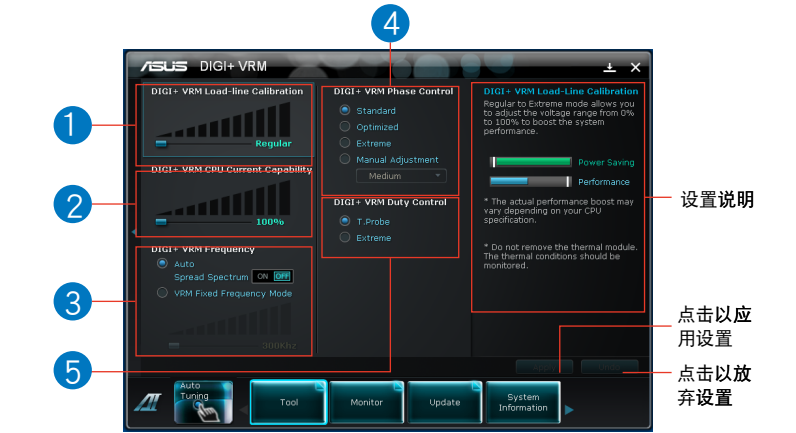 4
ASUS DIGI+ VRM
DIGI+ VRM Load-line Calibration
Regular
1
DIGI+ VRM CPU Current Capability
100%
2
DIGI+ VRM Frequency
Auto
Spread Spectrum ON OFF
VRM Fixed Frequency Mode
300Khz
3
DIGI+ VRM Phase Control
Standard
Optimized
Extreme
Manual Adjustment
Medium
DIGI+ VRM Duty Control
T.Probe
Extreme
5
DIGI+ VRM Load-Line Calibration
Regular to Extreme mode allows you
to adjust the voltage range from 0%
to 100% to boost the system
performance.
Power Saving
Performance
* The actual performance boost may
vary depending on your CPU
specification.
* Do not remove the thermal module.
The thermal conditions should be
monitored.
设置说明
点击以应
用设置
点击以放
弃设置
Auto
Tuning
Tool
Monitor
Update
System
Information